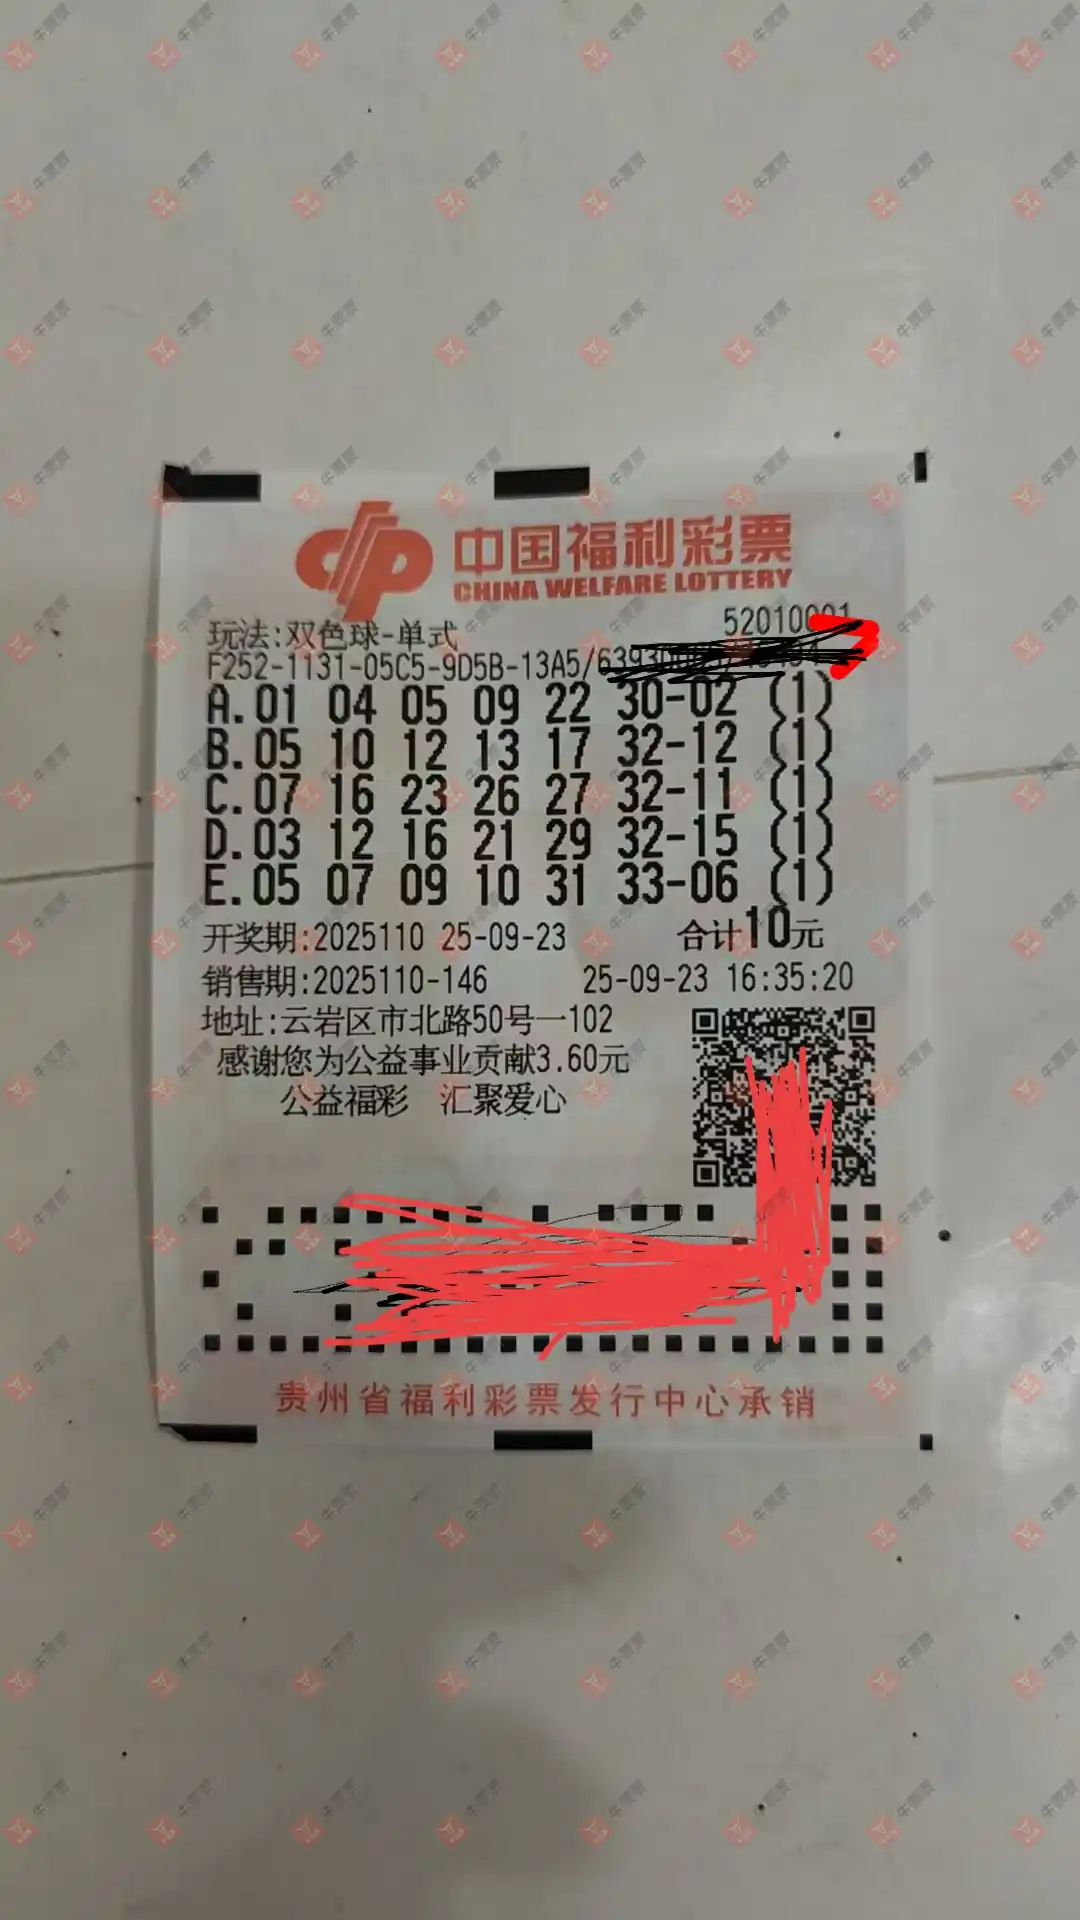 中国福利彩票
CHINA WELFARE LOTTERY
玩法:双色球-单式
F252-1131-05C5-9D5B-13A5/
A.01 04 05 09 22 30-02 (1)
B.05 10 12 13 17 32-12 (1)
C.07 16 23 26 27 32-11 (1)
D.03 12 16 21 29 32-15 (1)
E.05 07 09 10 31 33-06 (1)
开奖期:2025110 25-09-23 合计10元
销售期:2025110-146 25-09-23 16:35:20
地址:云岩区市北路50号一102
感谢您为公益事业贡献3.60元
公益福彩 汇聚爱心
贵州省福利彩票发行中心承销